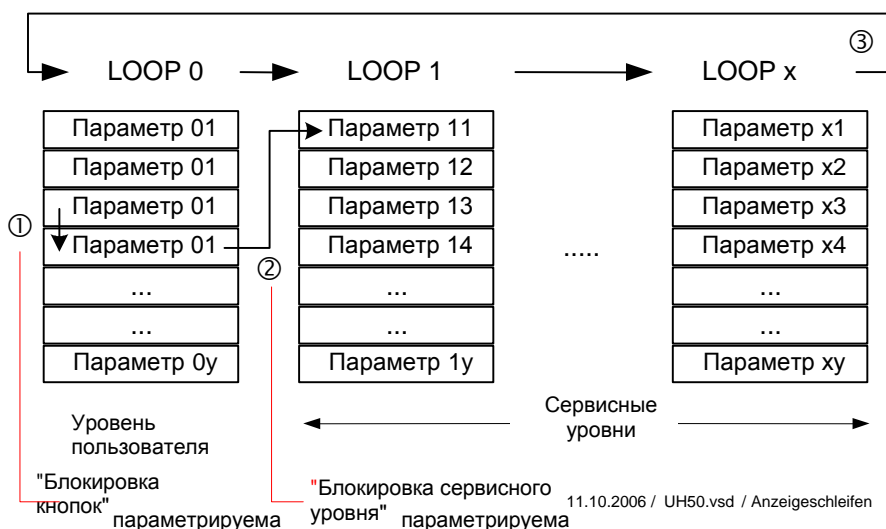 ③
LOOP 0
LOOP 1
LOOP x
Параметр 01
Параметр 01
Параметр 01
Параметр 01
...
...
Параметр 0y
①
②
Параметр 11
Параметр 12
Параметр 13
Параметр 14
...
...
Параметр 1y
.....
Параметр x1
Параметр x2
Параметр x3
Параметр x4
...
...
Параметр xy
Уровень
пользователя
Сервисные
уровни
"Блокировка
кнопок"
параметрируема
"Блокировка сервисного
уровня"
параметрируема
11.10.2006 / UH50.vsd / Anzeigeschleifen